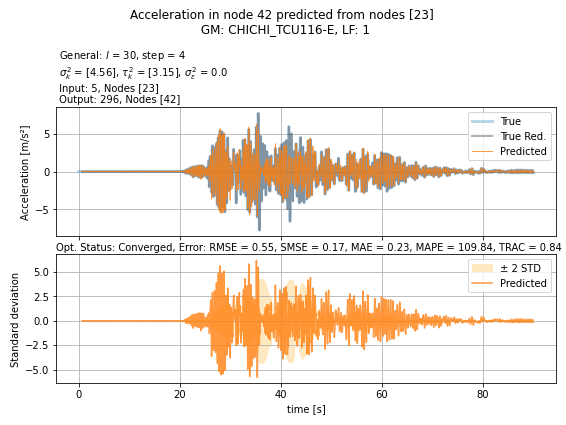 Acceleration in node 42 predicted from nodes [23]
GM: CHICHI_TCU116-E, LF: 1
General: l = 30, step = 4
σ²ₖ = [4.56], τ²ₖ = [3.15], σ²ₑ = 0.0
Input: 5, Nodes [23]
Output: 296, Nodes [42]
Acceleration [m/s²]
5
0
−5
True
True Red.
Predicted
Opt. Status: Converged, Error: RMSE = 0.55, SMSE = 0.17, MAE = 0.23, MAPE = 109.84, TRAC = 0.84
Standard deviation
5.0
2.5
0.0
−2.5
−5.0
± 2 STD
Predicted
0 20 40 60 80
time [s]